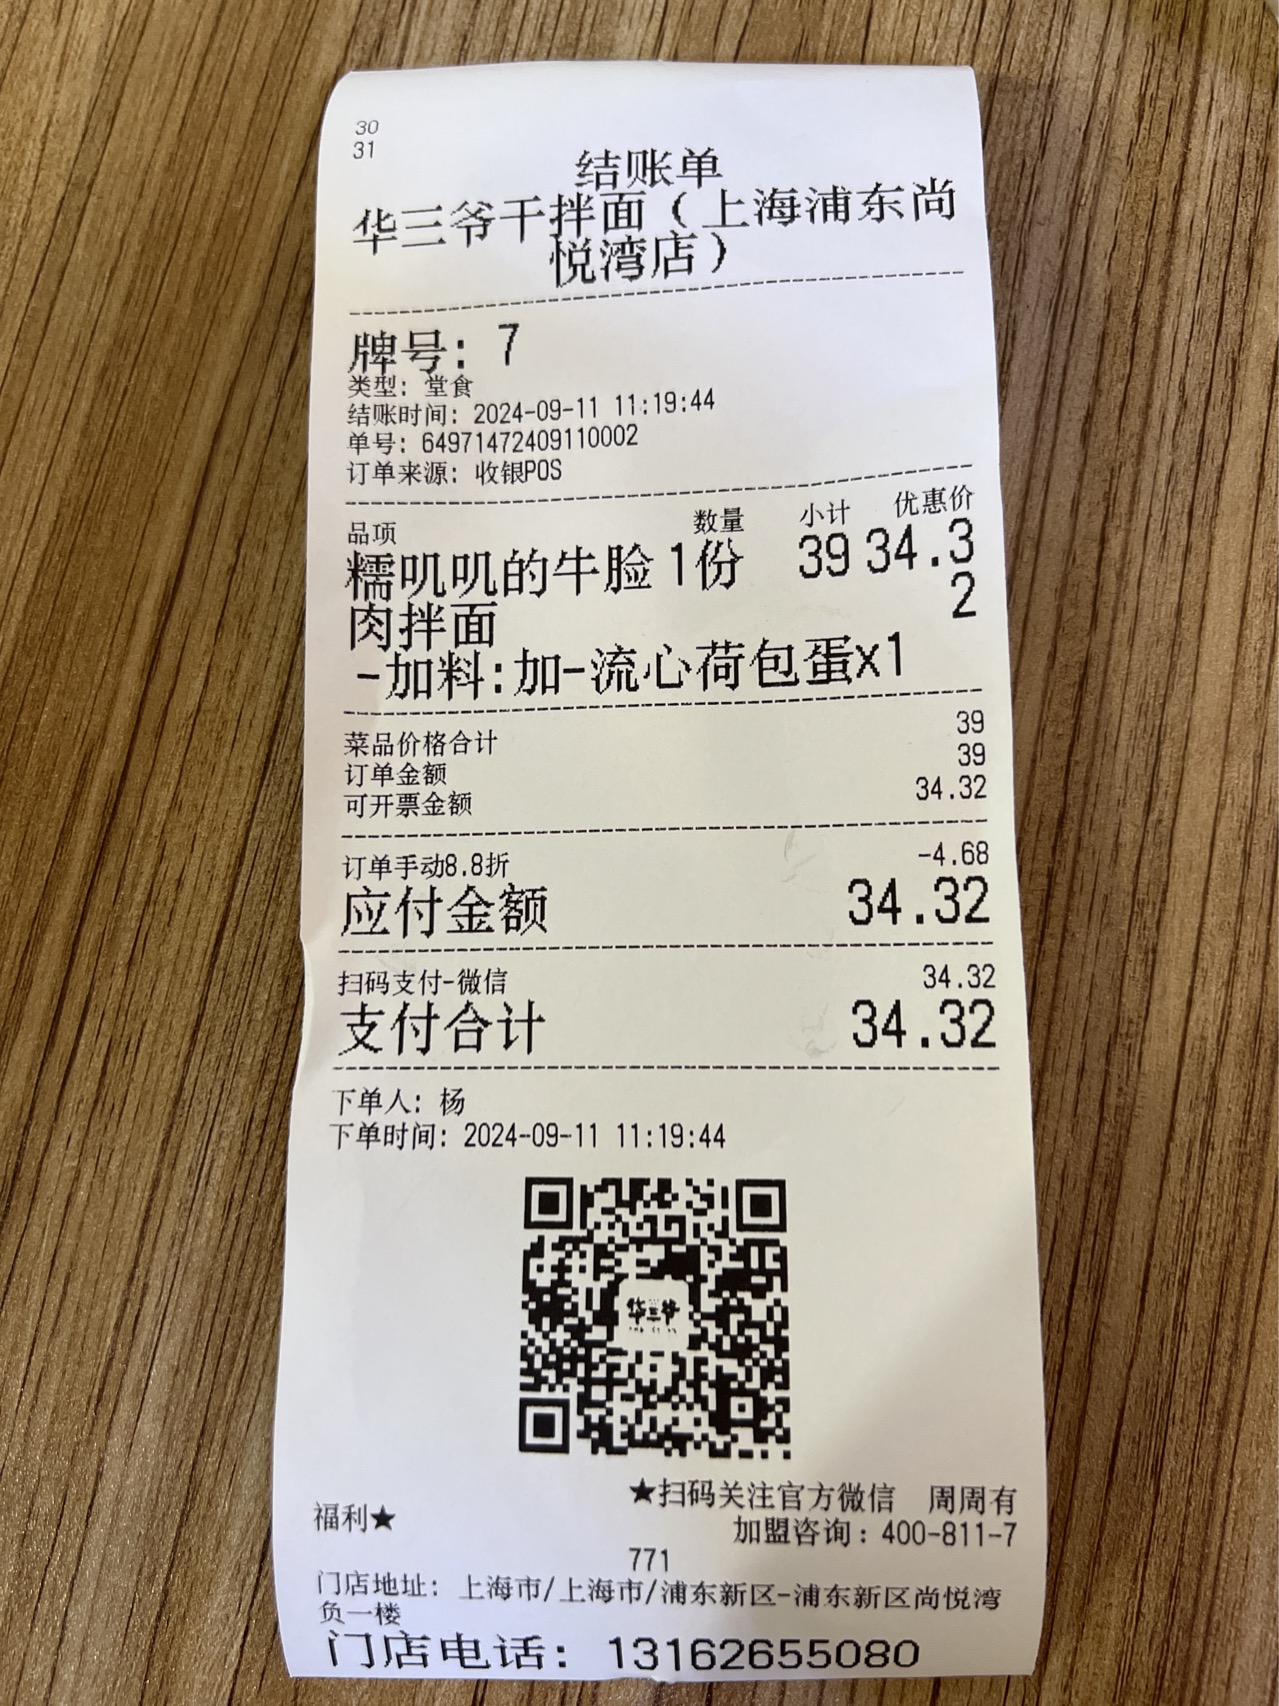 30
31
结账单
华三爷干拌面（上海浦东尚
悦湾店）
牌号：7
类型：堂食
结账时间：2024-09-11 11:19:44
单号：64971472409110002
订单来源：收银POS
品项 数量 小计 优惠价
糯叽叽的牛脸 1份 39 34.3
肉拌面 2
-加料:加-流心荷包蛋x1
菜品价格合计 39
订单金额 39
可开票金额 34.32
订单手动8.8折 -4.68
应付金额 34.32
扫码支付-微信 34.32
支付合计 34.32
下单人：杨
下单时间：2024-09-11 11:19:44
华三爷
★扫码关注官方微信 周周有
福利★
加盟咨询：400-811-7
771
门店地址：上海市/上海市/浦东新区-浦东新区尚悦湾
负一楼
门店电话：13162655080